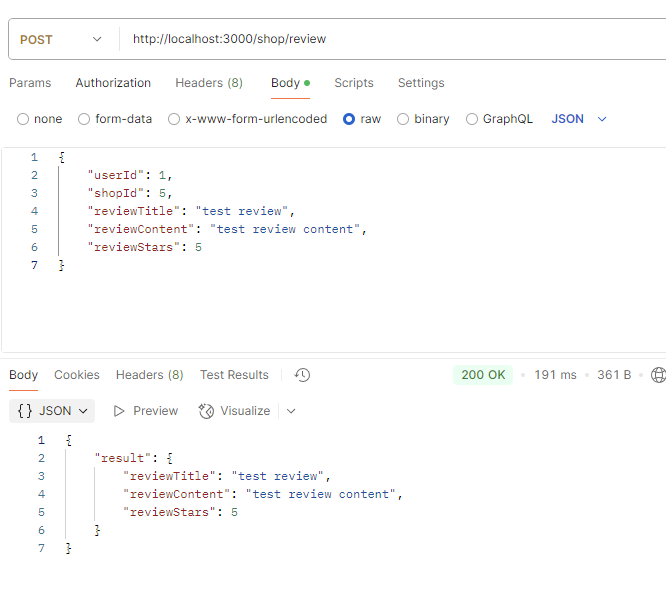 POST http://localhost:3000/shop/review
Params Authorization Headers (8) Body Scripts Settings
none form-data x-www-form-urlencoded raw binary GraphQL JSON
1 {
2 "userId": 1,
3 "shopId": 5,
4 "reviewTitle": "test review",
5 "reviewContent": "test review content",
6 "reviewStars": 5
7 }
Body Cookies Headers (8) Test Results 200 OK 191 ms 361 B
{} JSON Preview Visualize
1 {
2 "result": {
3 "reviewTitle": "test review",
4 "reviewContent": "test review content",
5 "reviewStars": 5
6 }
7 }